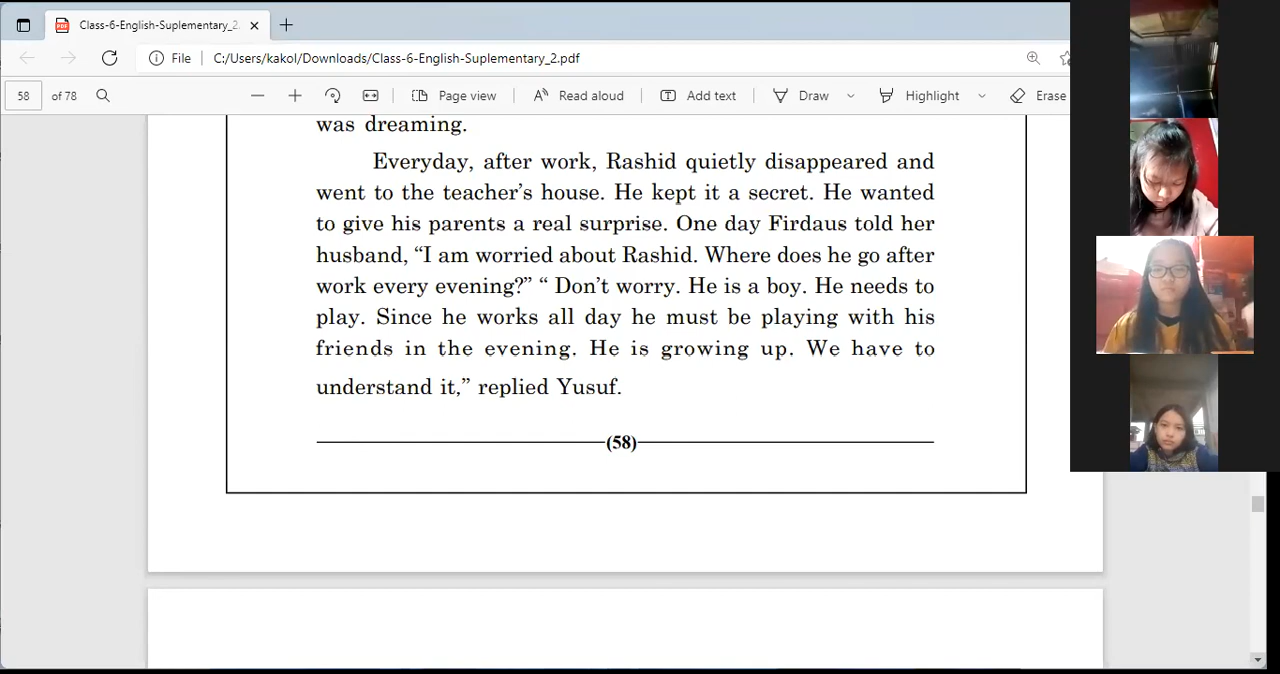 Class-6-English-Suplementary_2.
File C:/Users/kakol/Downloads/Class-6-English-Suplementary_2.pdf
58 of 78 Page view Read aloud Add text Draw Highlight Erase
was dreaming.
Everyday, after work, Rashid quietly disappeared and
went to the teacher's house. He kept it a secret. He wanted
to give his parents a real surprise. One day Firdaus told her
husband, “I am worried about Rashid. Where does he go after
work every evening?” “ Don't worry. He is a boy. He needs to
play. Since he works all day he must be playing with his
friends in the evening. He is growing up. We have to
understand it,” replied Yusuf.
(58)